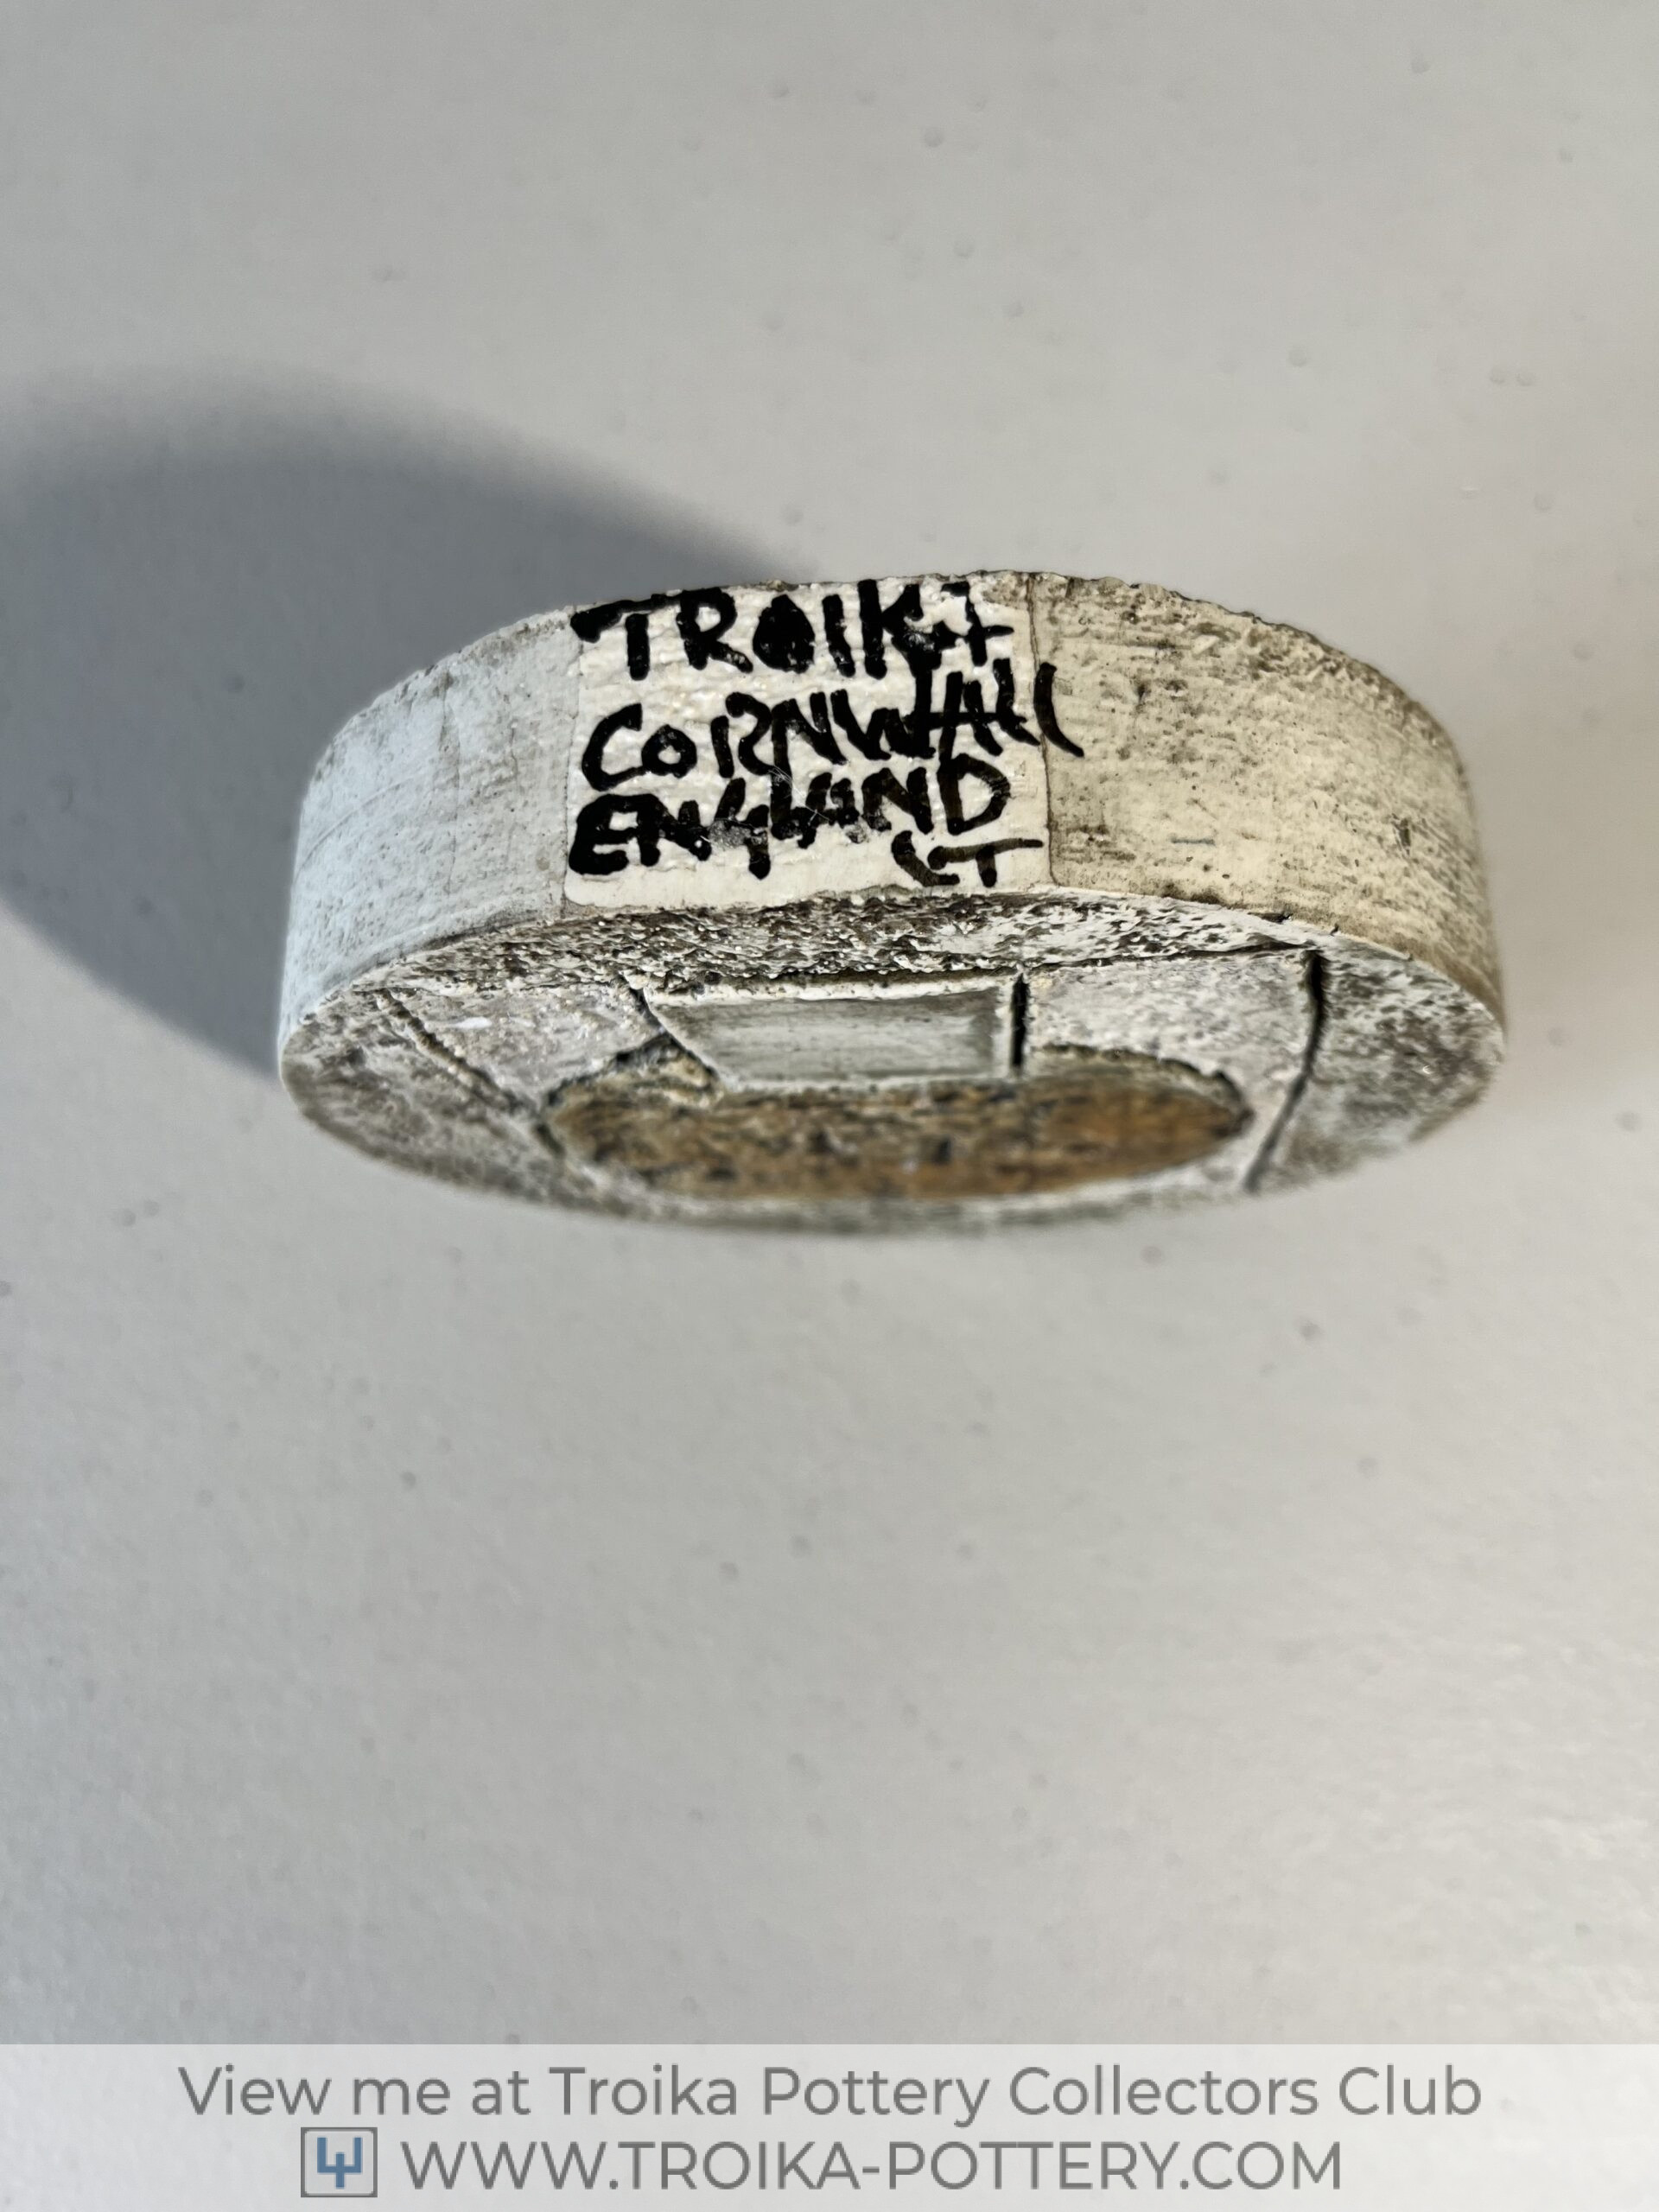 TROIKA
CORNWALL
ENGLAND
LT
View me at Troika Pottery Collectors Club
WWW.TROIKA-POTTERY.COM